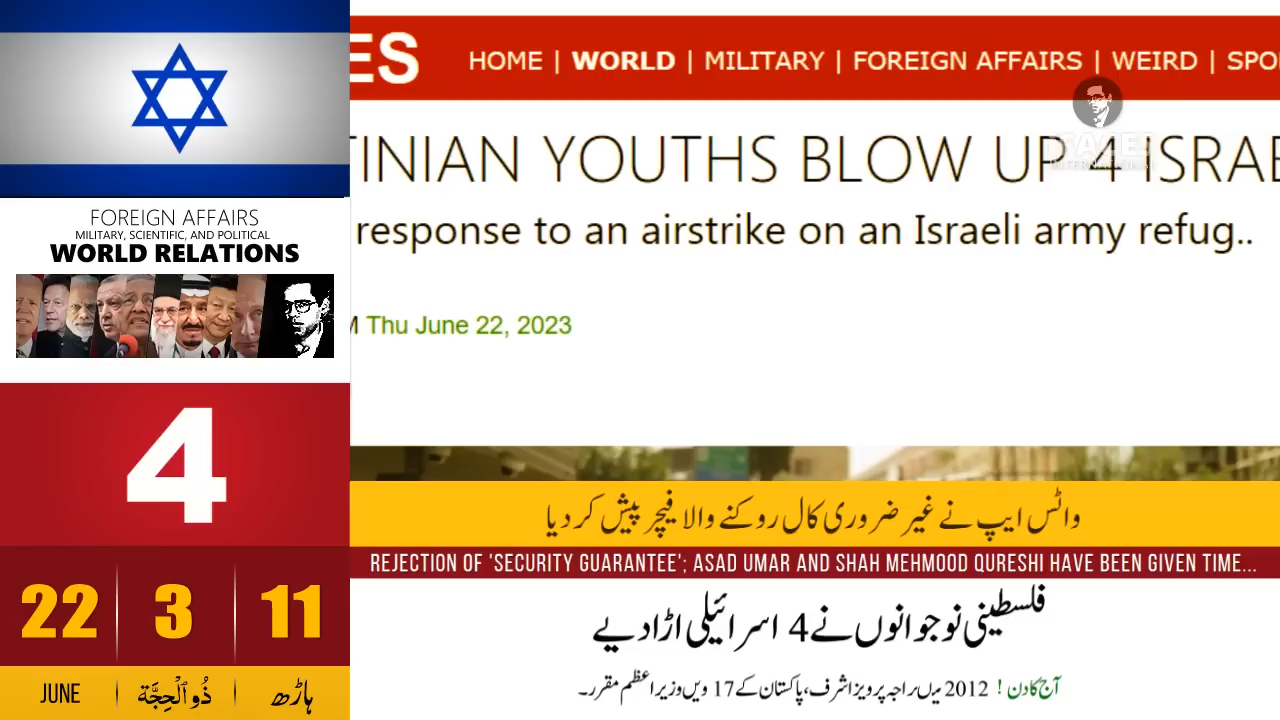 ES
HOME | WORLD | MILITARY | FOREIGN AFFAIRS | WEIRD | SPO
TINIAN YOUTHS BLOW UP 4 ISRAE
response to an airstrike on an Israeli army refug..
M Thu June 22, 2023
FOREIGN AFFAIRS
MILITARY, SCIENTIFIC, AND POLITICAL
WORLD RELATIONS
4
واٹس ایپ نے غیر ضروری کال روکنے والا فیچر پیش کر دیا
REJECTION OF 'SECURITY GUARANTEE'; ASAD UMAR AND SHAH MEHMOOD QURESHI HAVE BEEN GIVEN TIME...
22 3 11
JUNE ذُوالْحِجَّة ہاڑھ
فلسطینی نوجوانوں نے 4 اسرائیلی اڑا دیے
آج کا دن ! 2012 میں راجہ پرویز اشرف، پاکستان کے 17 ویں وزیر اعظم مقرر۔